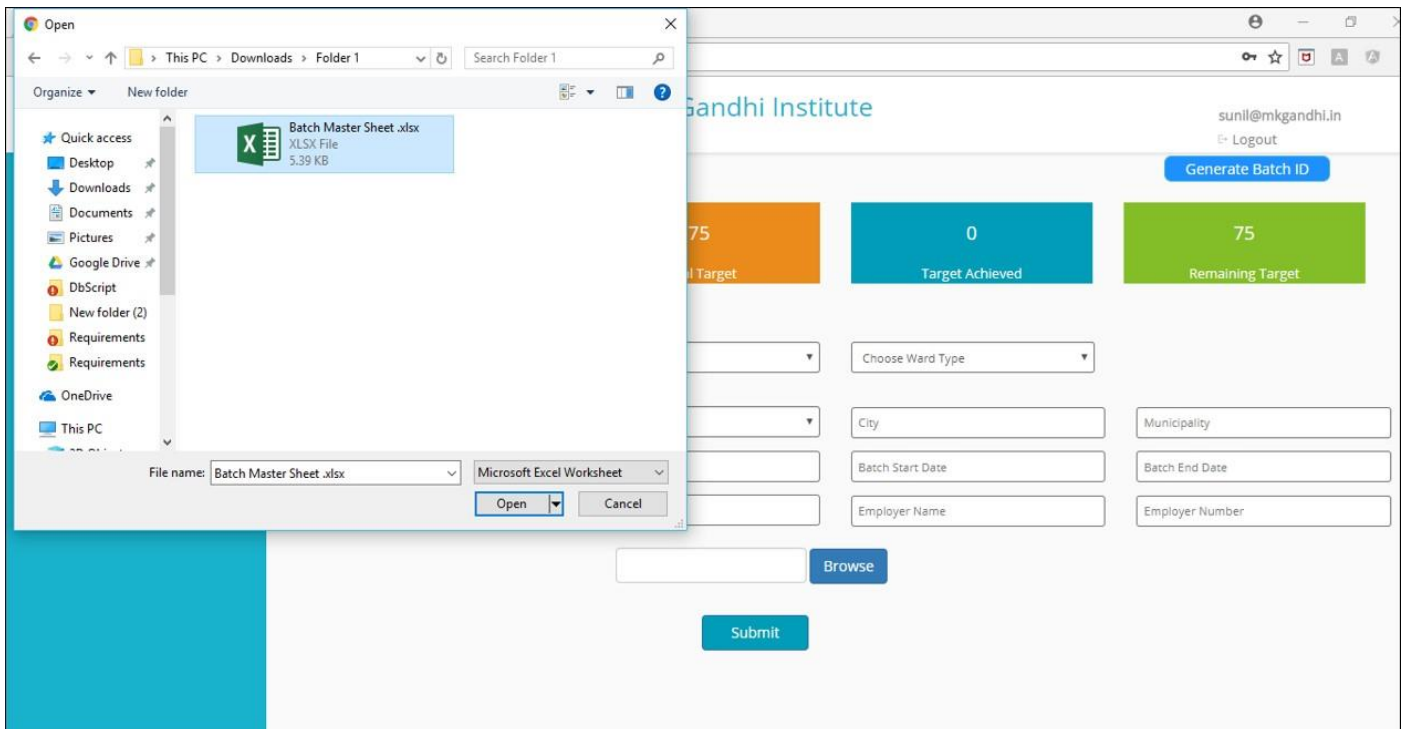 Open
This PC > Downloads > Folder 1
Search Folder 1
Organize
New folder
Quick access
Desktop
Downloads
Documents
Pictures
Google Drive
DbScript
New folder (2)
Requirements
Requirements
OneDrive
This PC
Batch Master Sheet .xlsx
XLSX File
5.39 KB
File name:
Batch Master Sheet .xlsx
Microsoft Excel Worksheet
Open
Cancel
Gandhi Institute
sunil@mkgandhi.in
Logout
Generate Batch ID
75
Target
0
Target Achieved
75
Remaining Target
Choose Ward Type
City
Municipality
Batch Start Date
Batch End Date
Employer Name
Employer Number
Browse
Submit